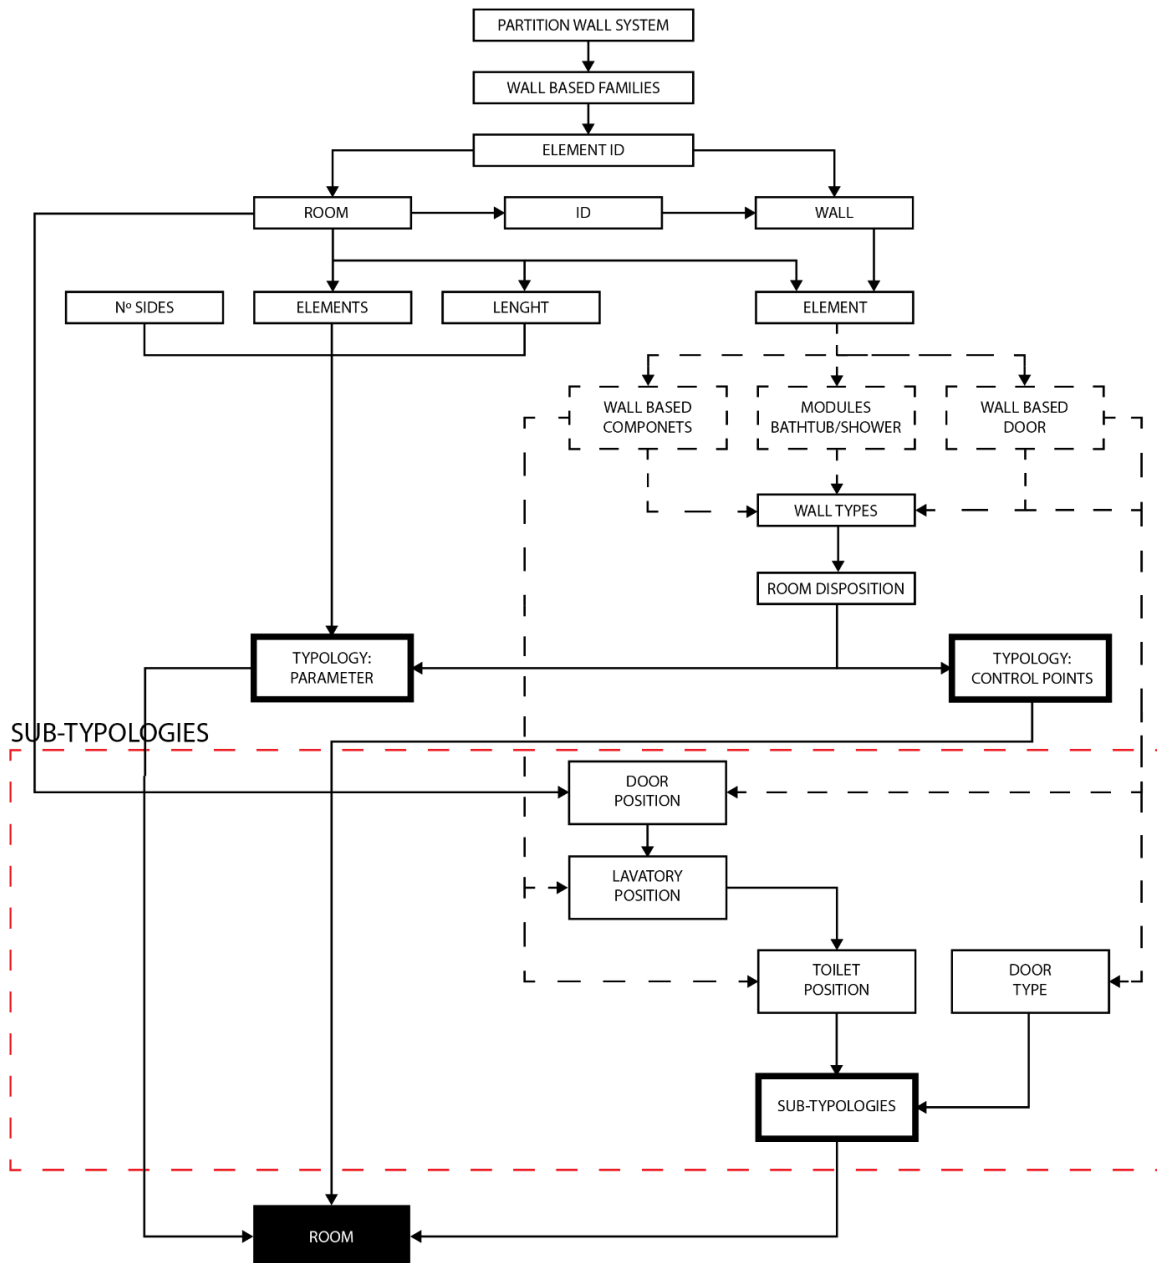 PARTITION WALL SYSTEM
WALL BASED FAMILIES
ELEMENT ID
ROOM
ID
WALL
Nº SIDES
ELEMENTS
LENGHT
ELEMENT
WALL BASED
COMPONETS
MODULES
BATHTUB/SHOWER
WALL BASED
DOOR
WALL TYPES
ROOM DISPOSITION
TYPOLOGY:
PARAMETER
TYPOLOGY:
CONTROL POINTS
SUB-TYPOLOGIES
DOOR
POSITION
LAVATORY
POSITION
TOILET
POSITION
DOOR
TYPE
SUB-TYPOLOGIES
ROOM